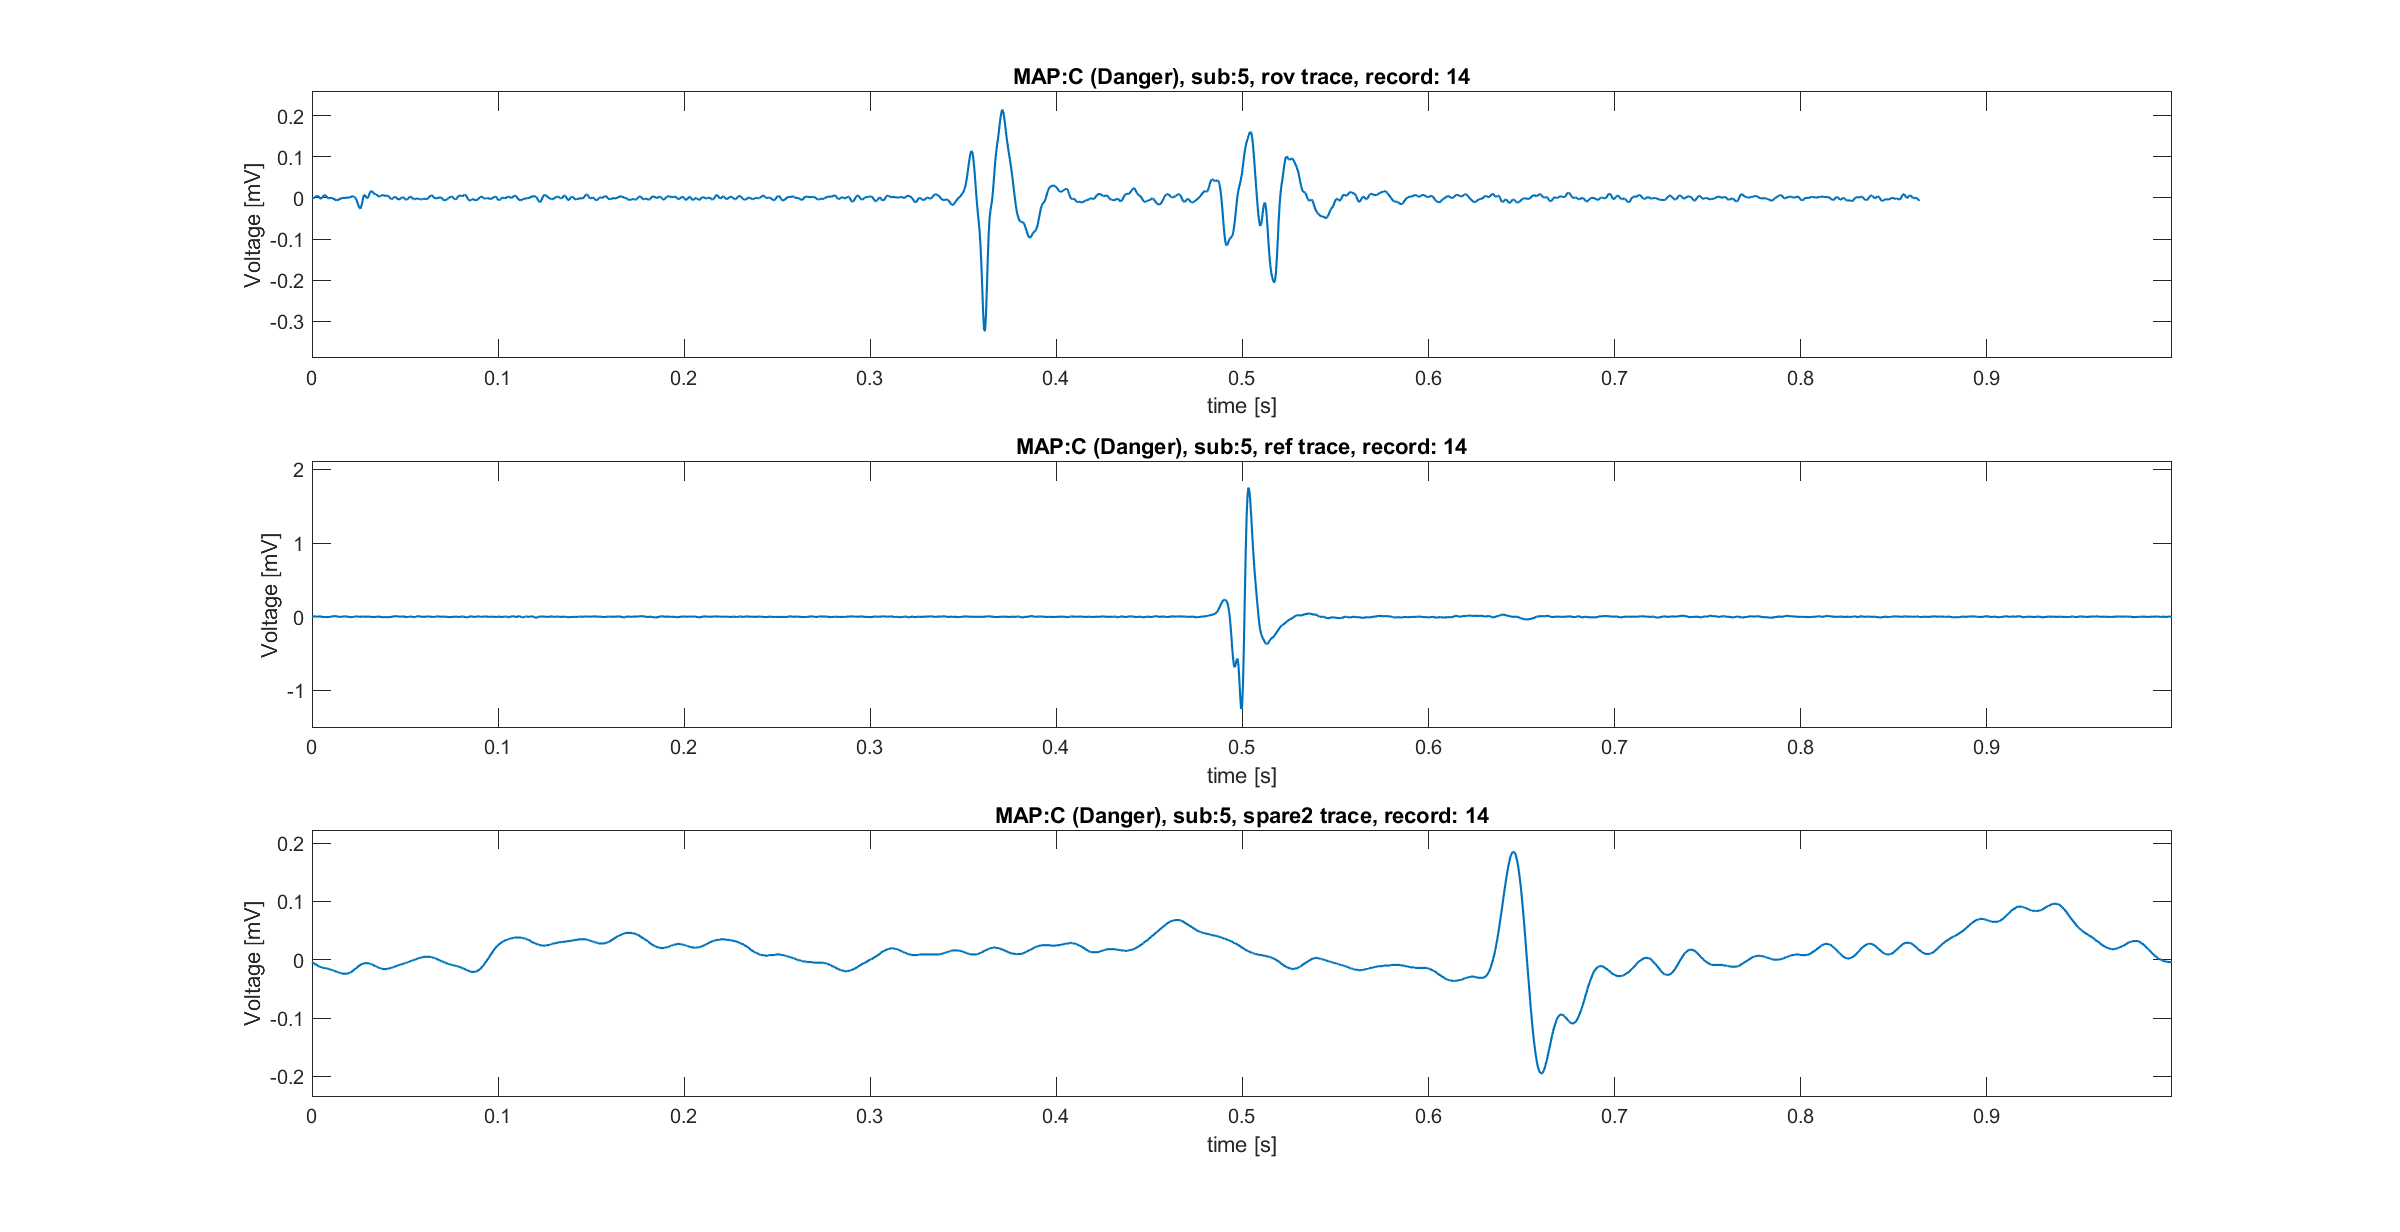 MAP:C (Danger), sub:5, rov trace, record: 14
Voltage [mV]
0.2
0.1
0
-0.1
-0.2
-0.3
0 0.1 0.2 0.3 0.4 0.5 0.6 0.7 0.8 0.9
time [s]
MAP:C (Danger), sub:5, ref trace, record: 14
Voltage [mV]
2
1
0
-1
0 0.1 0.2 0.3 0.4 0.5 0.6 0.7 0.8 0.9
time [s]
MAP:C (Danger), sub:5, spare2 trace, record: 14
Voltage [mV]
0.2
0.1
0
-0.1
-0.2
0 0.1 0.2 0.3 0.4 0.5 0.6 0.7 0.8 0.9
time [s]